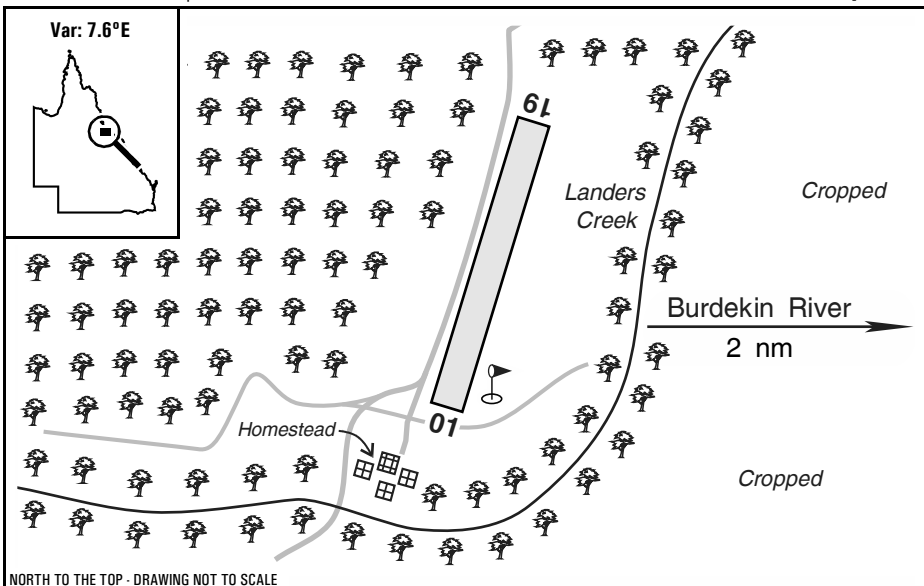 Var: 7.6ºE
19
Landers
Creek
Cropped
Burdekin River
2 nm
01
Homestead
Cropped
NORTH TO THE TOP - DRAWING NOT TO SCALE